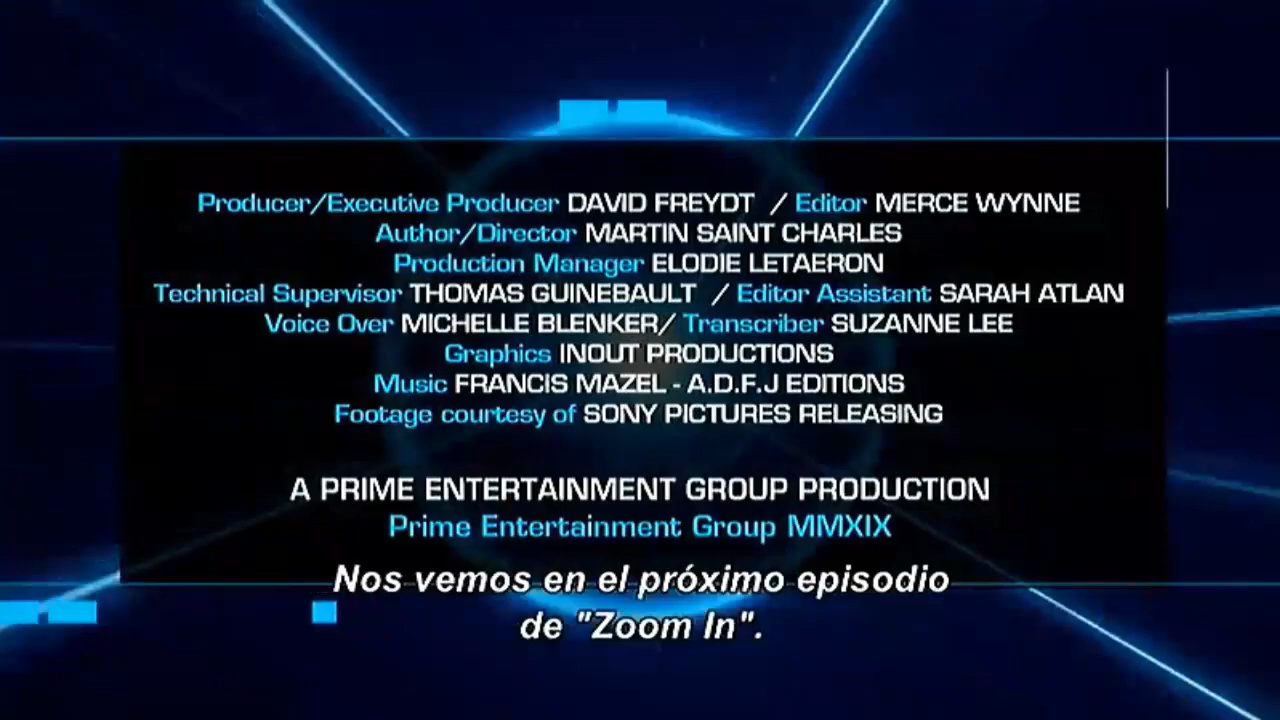 Producer/Executive Producer DAVID FREYDT / Editor MERCE WYNNE
Author/Director MARTIN SAINT CHARLES
Production Manager ELODIE LETAERON
Technical Supervisor THOMAS GUINEBAULT / Editor Assistant SARAH ATLAN
Voice Over MICHELLE BLENKER/ Transcriber SUZANNE LEE
Graphics INOUT PRODUCTIONS
Music FRANCIS MAZEL - A.D.F.J EDITIONS
Footage courtesy of SONY PICTURES RELEASING
A PRIME ENTERTAINMENT GROUP PRODUCTION
Prime Entertainment Group MMXIX
Nos vemos en el próximo episodio
de "Zoom In".